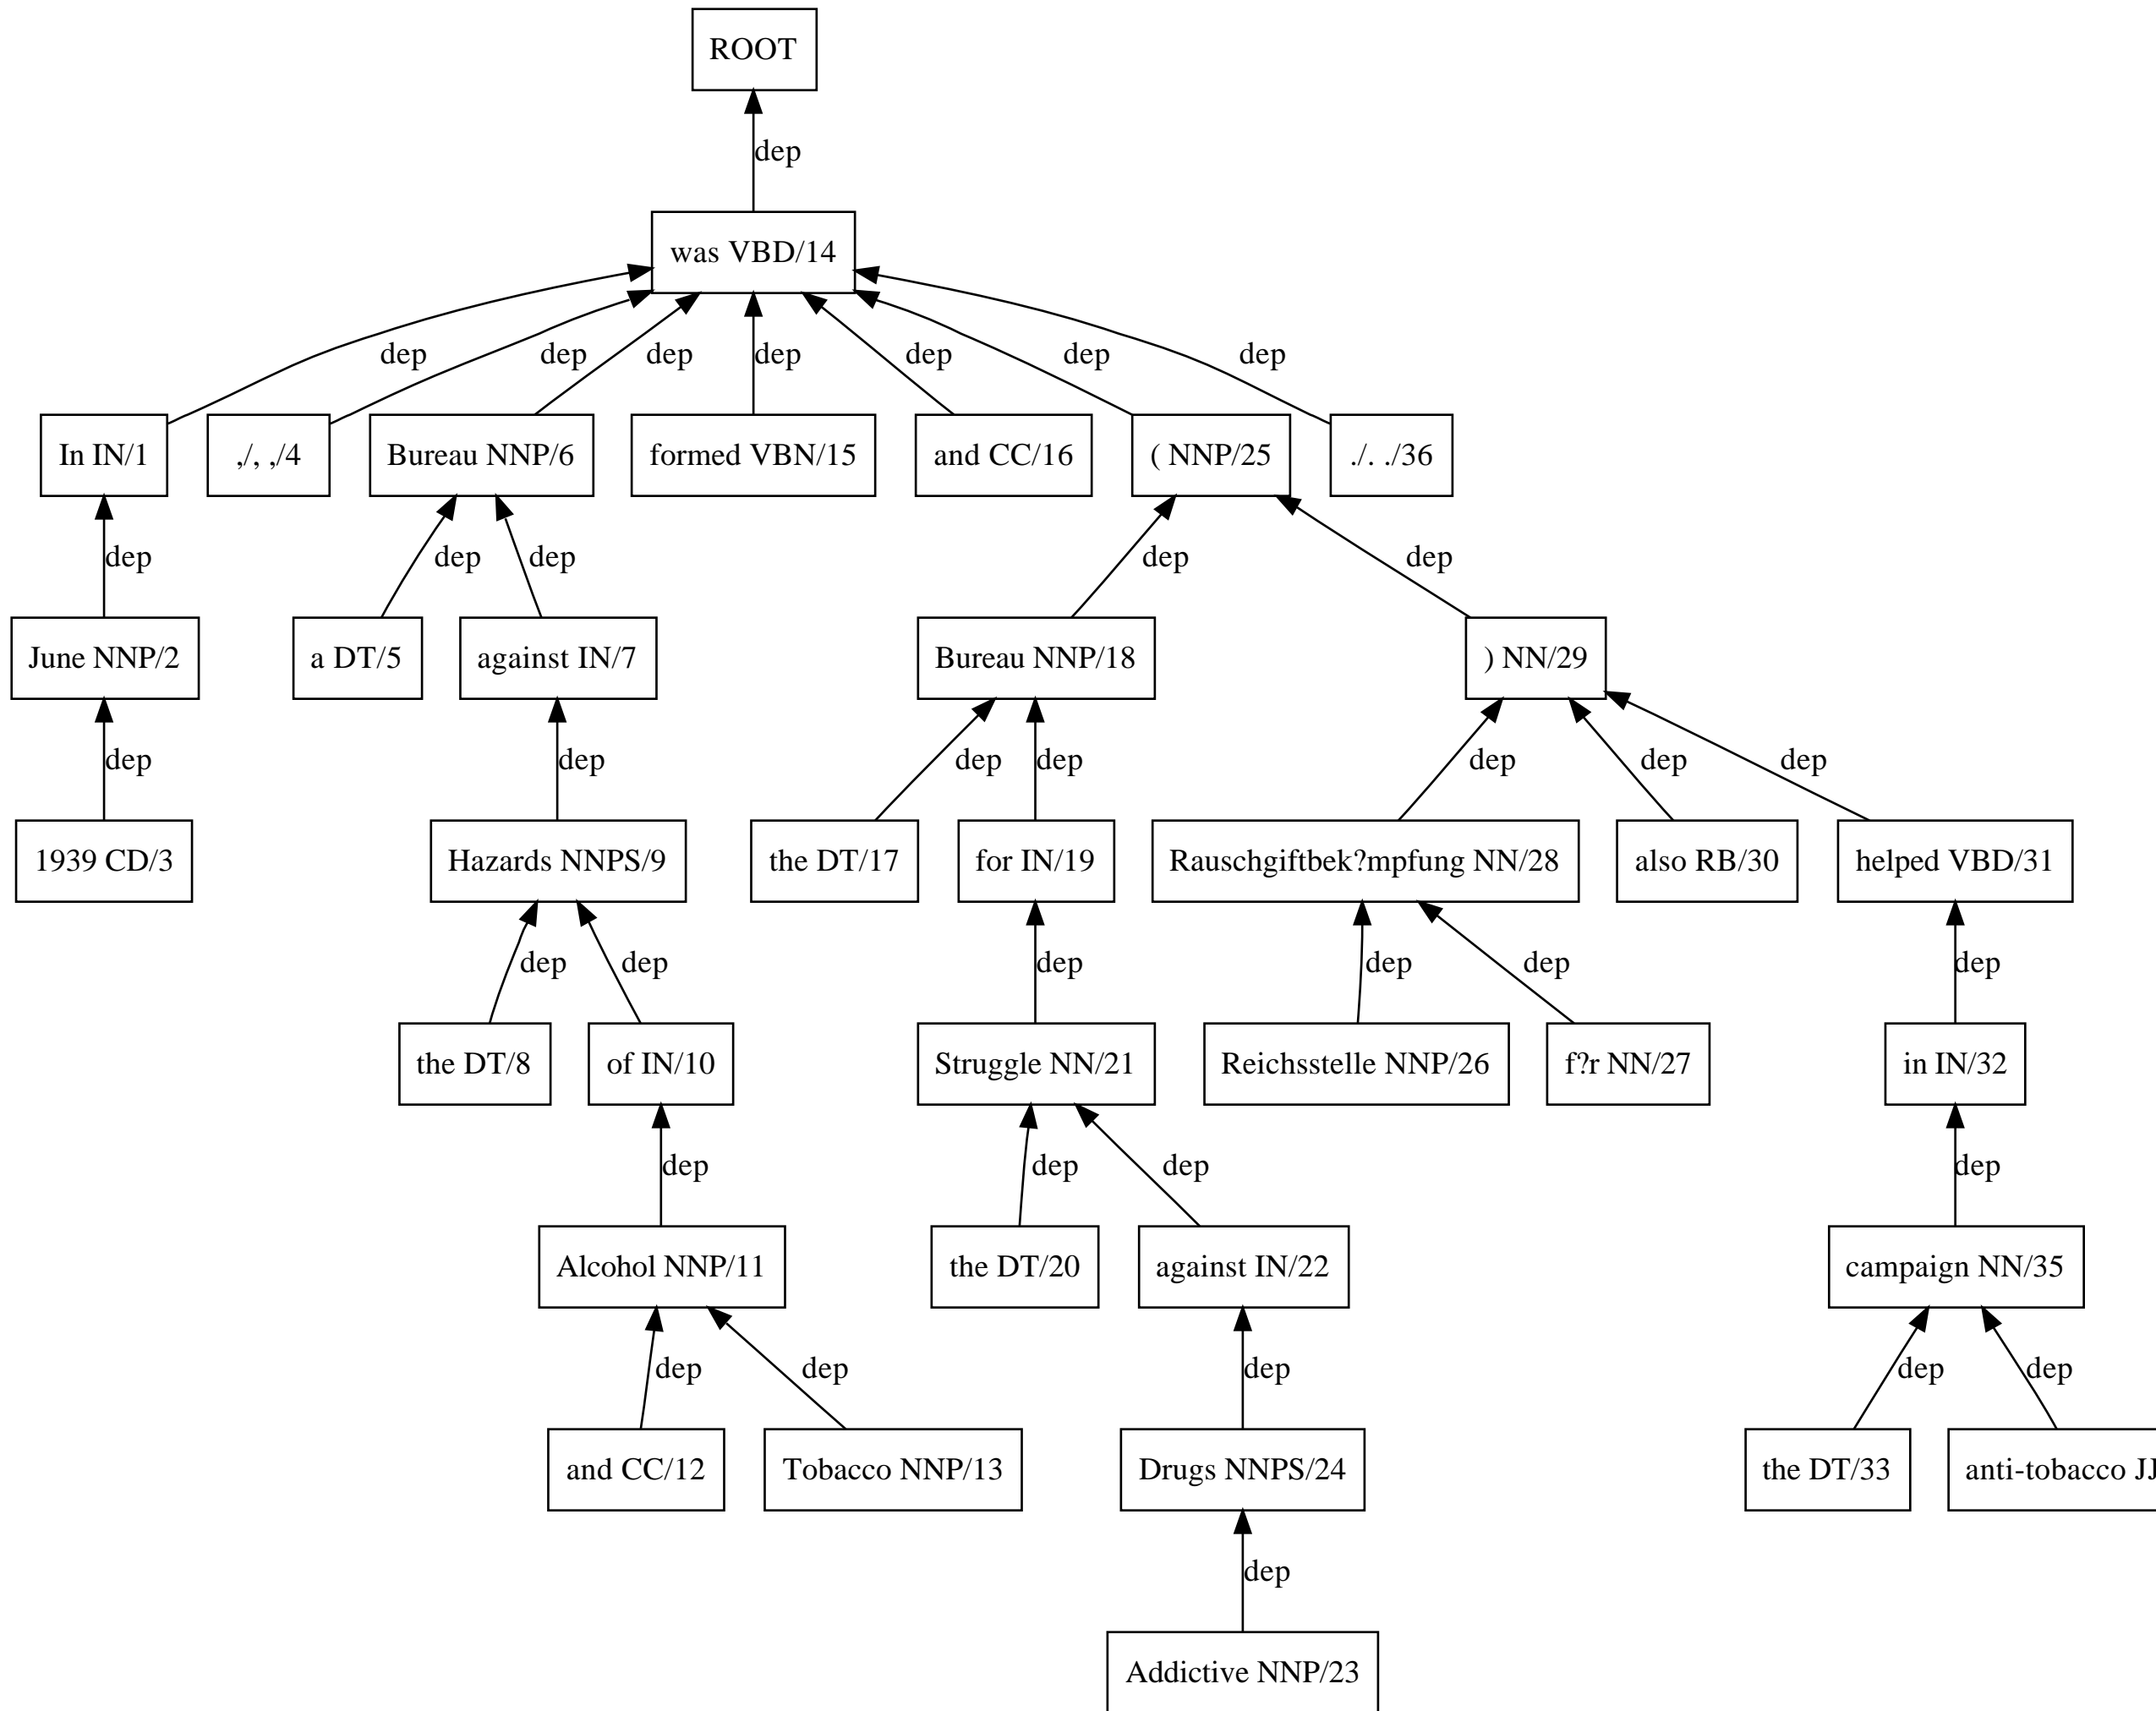 ROOT
dep
was VBD/14
dep dep dep dep dep dep dep
In IN/1 ,/, ,/4 Bureau NNP/6 formed VBN/15 and CC/16 ( NNP/25 ./. ./36
dep dep dep dep dep
June NNP/2 a DT/5 against IN/7 Bureau NNP/18 ) NN/29
dep dep dep dep dep dep dep
1939 CD/3 Hazards NNPS/9 the DT/17 for IN/19 Rauschgiftbek?mpfung NN/28 also RB/30 helped VBD/31
dep dep dep dep dep dep
the DT/8 of IN/10 Struggle NN/21 Reichsstelle NNP/26 f?r NN/27 in IN/32
dep dep dep dep
Alcohol NNP/11 the DT/20 against IN/22 campaign NN/35
dep dep dep dep dep
and CC/12 Tobacco NNP/13 Drugs NNPS/24 the DT/33 anti-tobacco JJ
dep
Addictive NNP/23